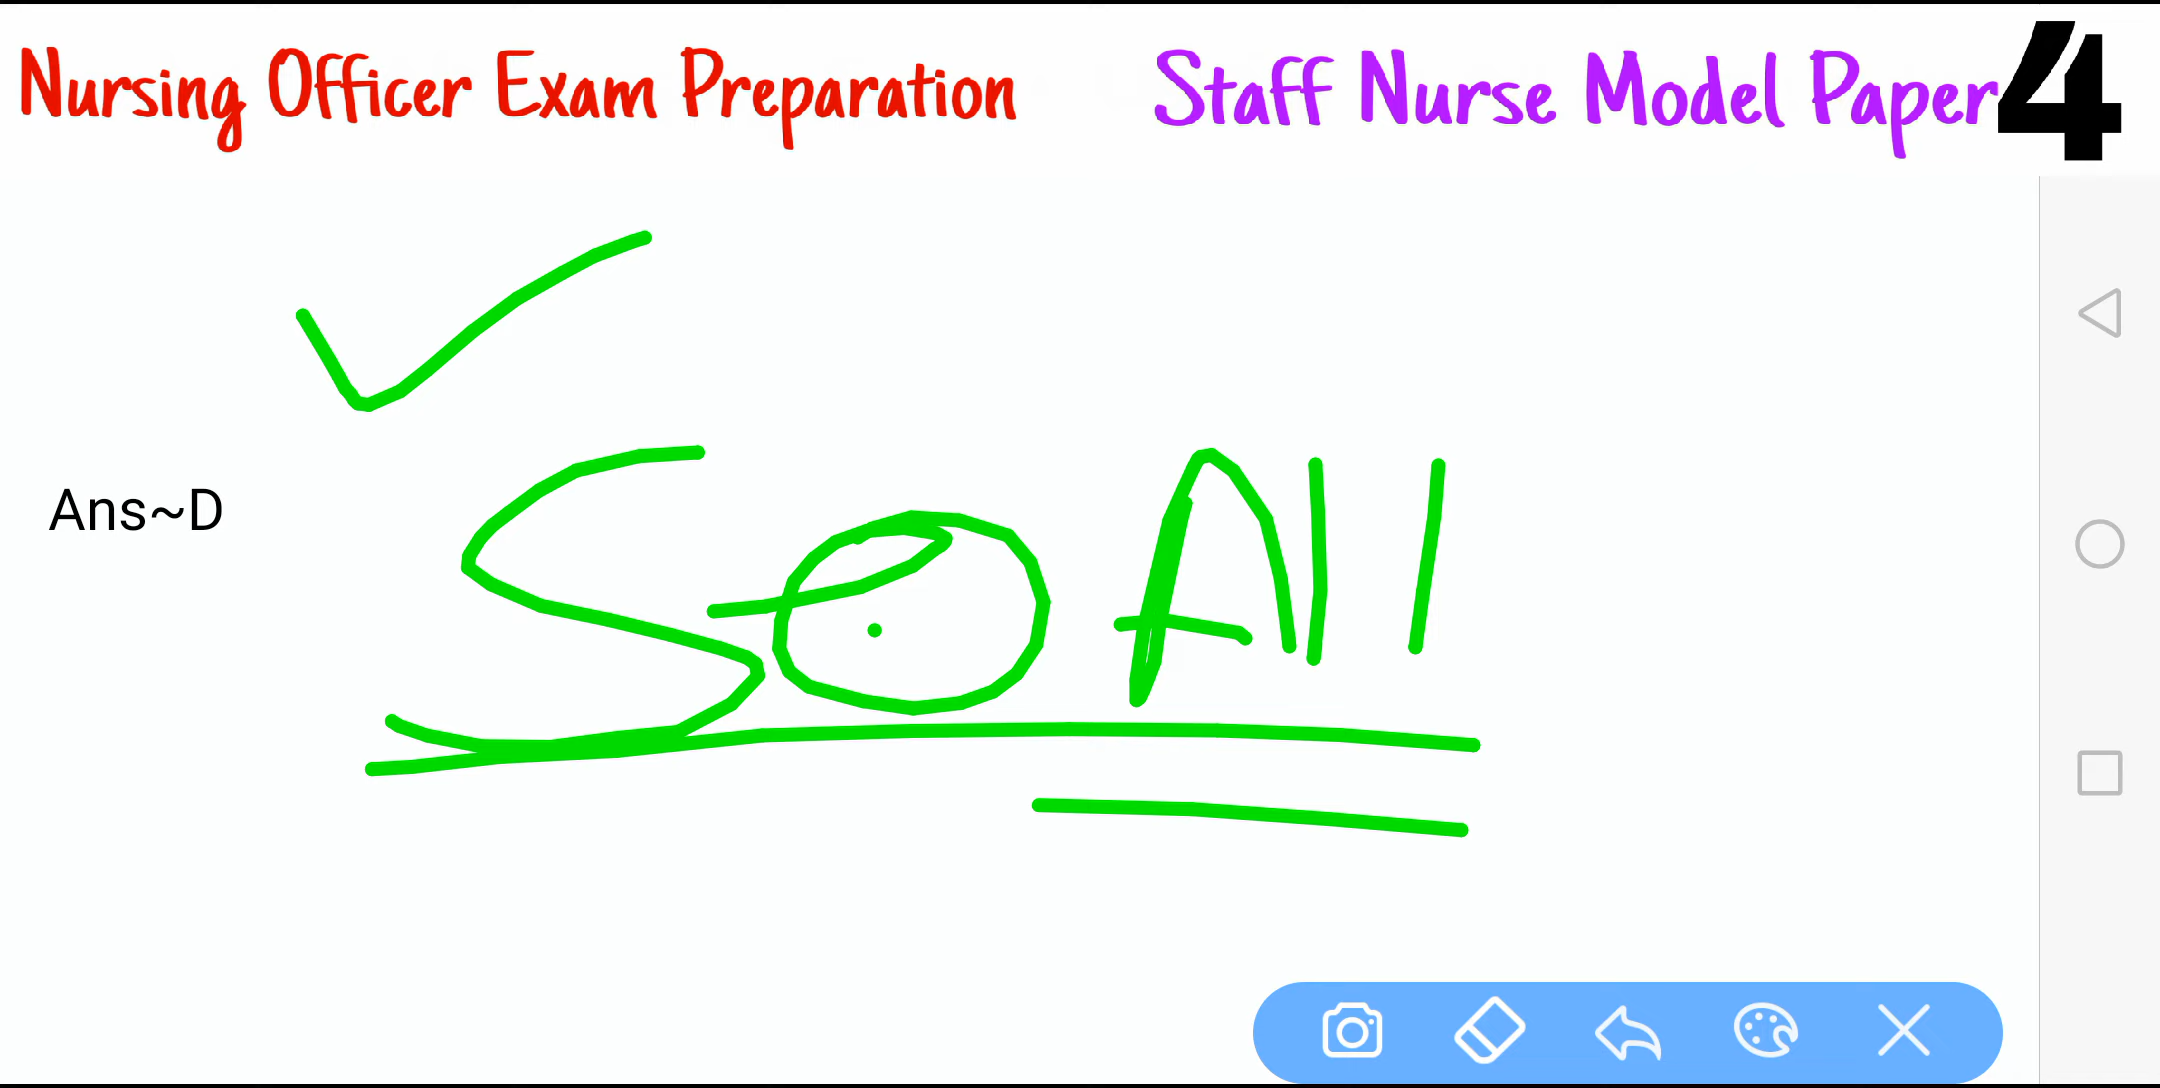 Nursing Officer Exam Preparation Staff Nurse Model Paper 4
Ans~D
So All